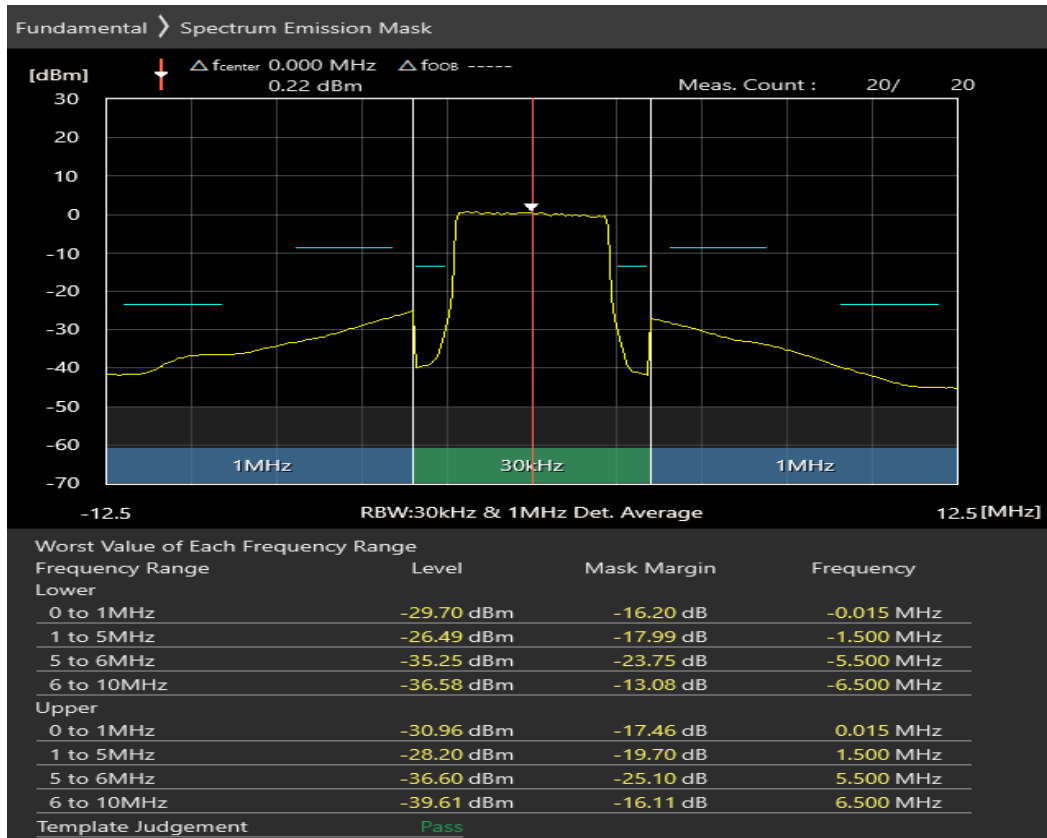 Fundamental 〉 Spectrum Emission Mask
[dBm] △ fcenter 0.000 MHz △ fOOB -----
0.22 dBm Meas. Count : 20/ 20
30
20
10
0
-10
-20
-30
-40
-50
-60
1MHz 30kHz 1MHz
-70
-12.5 RBW:30kHz & 1MHz Det. Average 12.5 [MHz]
Worst Value of Each Frequency Range
Frequency Range Level Mask Margin Frequency
Lower
0 to 1MHz -29.70 dBm -16.20 dB -0.015 MHz
1 to 5MHz -26.49 dBm -17.99 dB -1.500 MHz
5 to 6MHz -35.25 dBm -23.75 dB -5.500 MHz
6 to 10MHz -36.58 dBm -13.08 dB -6.500 MHz
Upper
0 to 1MHz -30.96 dBm -17.46 dB 0.015 MHz
1 to 5MHz -28.20 dBm -19.70 dB 1.500 MHz
5 to 6MHz -36.60 dBm -25.10 dB 5.500 MHz
6 to 10MHz -39.61 dBm -16.11 dB 6.500 MHz
Template Judgement Pass